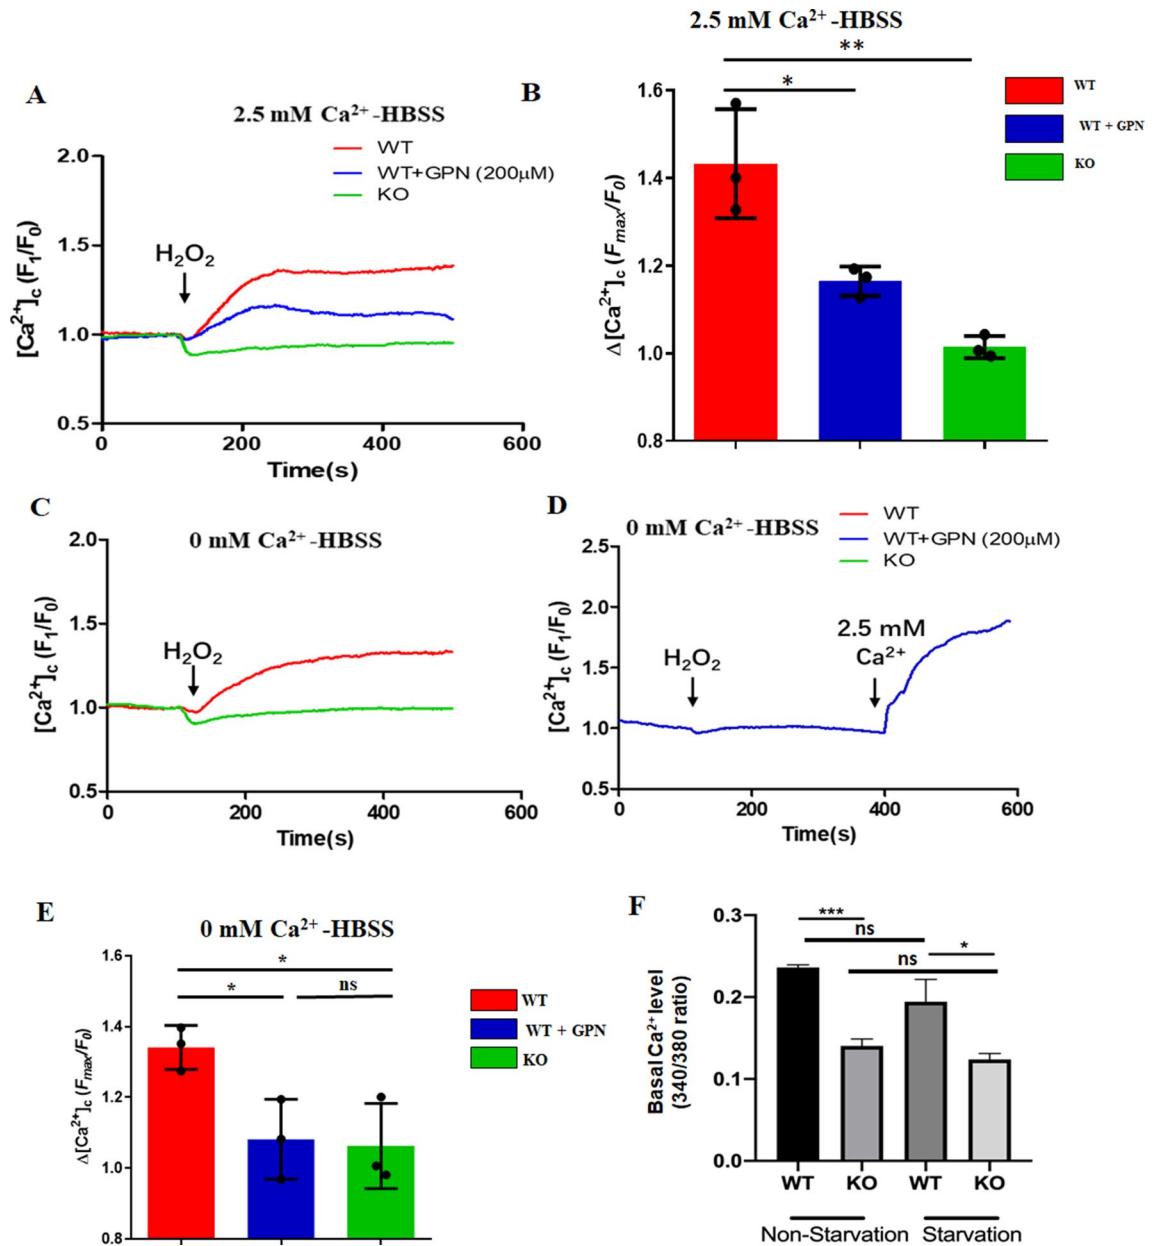 A
2.5 mM Ca²⁺ -HBSS
WT
WT+GPN (200μM)
KO
H₂O₂
[Ca²⁺]c (F₁/F₀)
2.0
1.5
1.0
0.5
0 200 400 600
Time(s)
B
2.5 mM Ca²⁺ -HBSS
**
*
WT
WT + GPN
KO
Δ[Ca²⁺]c (Fmax/F₀)
1.6
1.4
1.2
1.0
0.8
C
0 mM Ca²⁺ -HBSS
H₂O₂
[Ca²⁺]c (F₁/F₀)
2.0
1.5
1.0
0.5
0 200 400 600
Time(s)
D
0 mM Ca²⁺ -HBSS
WT
WT+GPN (200μM)
KO
H₂O₂
2.5 mM
Ca²⁺
[Ca²⁺]c (F₁/F₀)
2.5
2.0
1.5
1.0
0.5
0 200 400 600
Time(s)
E
0 mM Ca²⁺ -HBSS
*
*
ns
WT
WT + GPN
KO
Δ[Ca²⁺]c (Fmax/F₀)
1.6
1.4
1.2
1.0
0.8
F
***
ns
*
ns
Basal Ca²⁺ level
(340/380 ratio)
0.3
0.2
0.1
0.0
WT KO WT KO
Non-Starvation Starvation